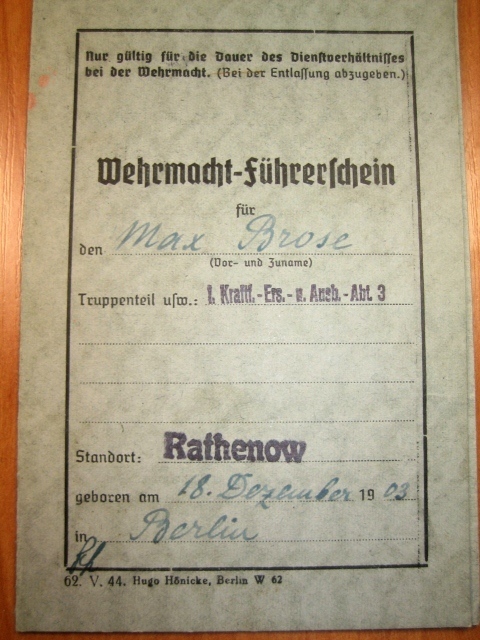 Nur gültig für die Dauer des Dienstverhältnisses
bei der Wehrmacht. (Bei der Entlassung abzugeben.)
Wehrmacht-Führerschein
für
den Max Brose
(Vor- und Zuname)
Truppenteil usw.: 1. Kraftf.-Ers.- u. Ausb.-Abt. 3
Standort: Rathenow
geboren am 18. Dezember 1903
in Berlin
62. V. 44. Hugo Hönicke, Berlin W 62